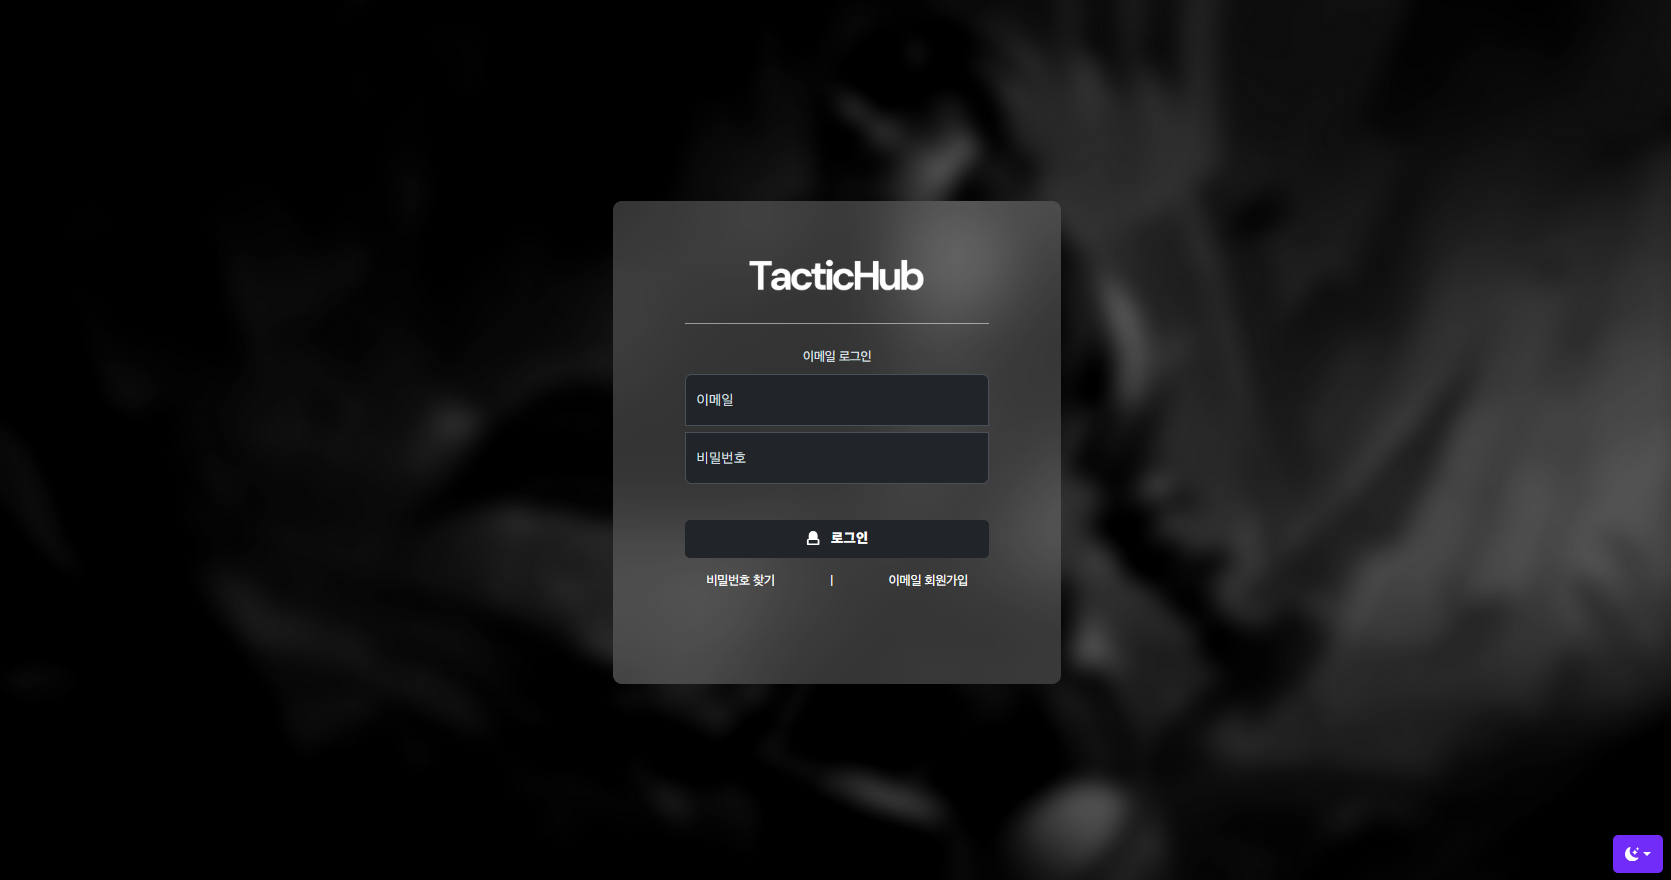 TacticHub
이메일 로그인
이메일
비밀번호
로그인
비밀번호 찾기 | 이메일 회원가입